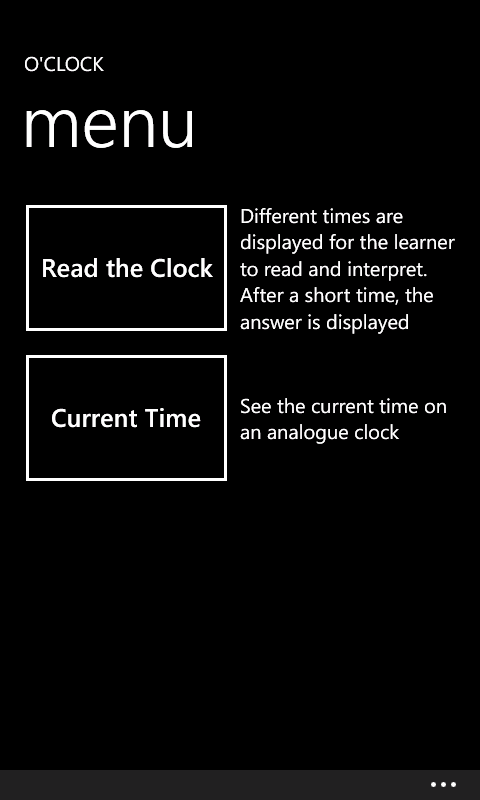 O'CLOCK
menu
Read the Clock
Different times are
displayed for the learner
to read and interpret.
After a short time, the
answer is displayed
Current Time
See the current time on
an analogue clock